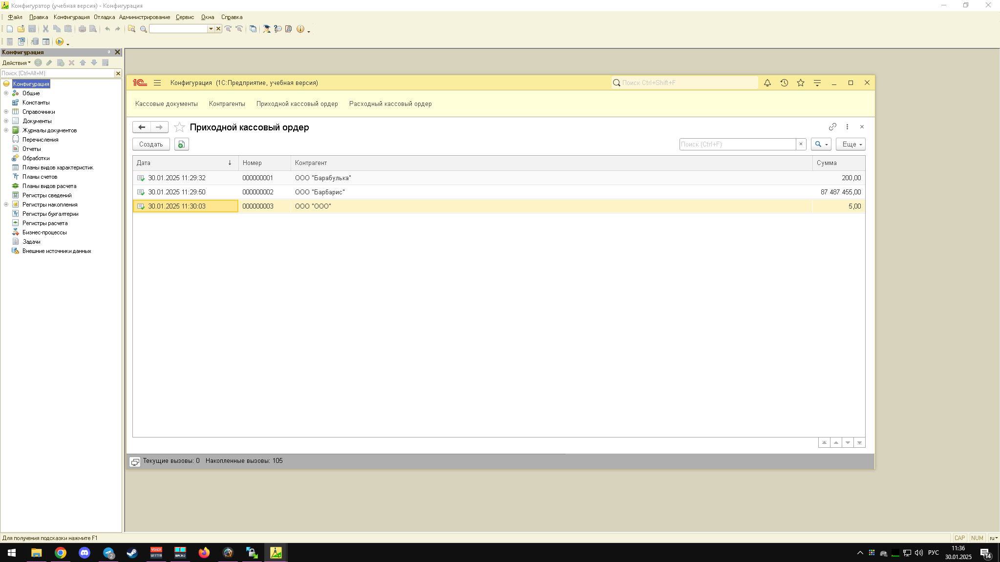 Конфигуратор (учебная версия) - Конфигурация
Файл Правка Конфигурация Отладка Администрирование Сервис Окна Справка
Конфигурация
Действия
Поиск (Ctrl+Alt+M)
Конфигурация
Общие
Константы
Справочники
Документы
Журналы документов
Перечисления
Отчеты
Обработки
Планы видов характеристик
Планы счетов
Планы видов расчета
Регистры сведений
Регистры накопления
Регистры бухгалтерии
Регистры расчета
Бизнес-процессы
Задачи
Внешние источники данных
1С Конфигурация (1С:Предприятие, учебная версия) Поиск Ctrl+Shift+F
Кассовые документы Контрагенты Приходной кассовый ордер Расходный кассовый ордер
Приходной кассовый ордер
Создать Поиск (Ctrl+F) × Еще
Дата ↓ Номер Контрагент Сумма
30.01.2025 11:29:32 000000001 ООО "Барабулька" 200,00
30.01.2025 11:29:50 000000002 ООО "Барбарис" 87 487 455,00
30.01.2025 11:30:03 000000003 ООО "ООО" 5,00
Текущие вызовы: 0 Накопленные вызовы: 105
Для получения подсказки нажмите F1 CAP NUM ru
2 VOICE MEETER MACRO РУС 11:36 30.01.2025 14